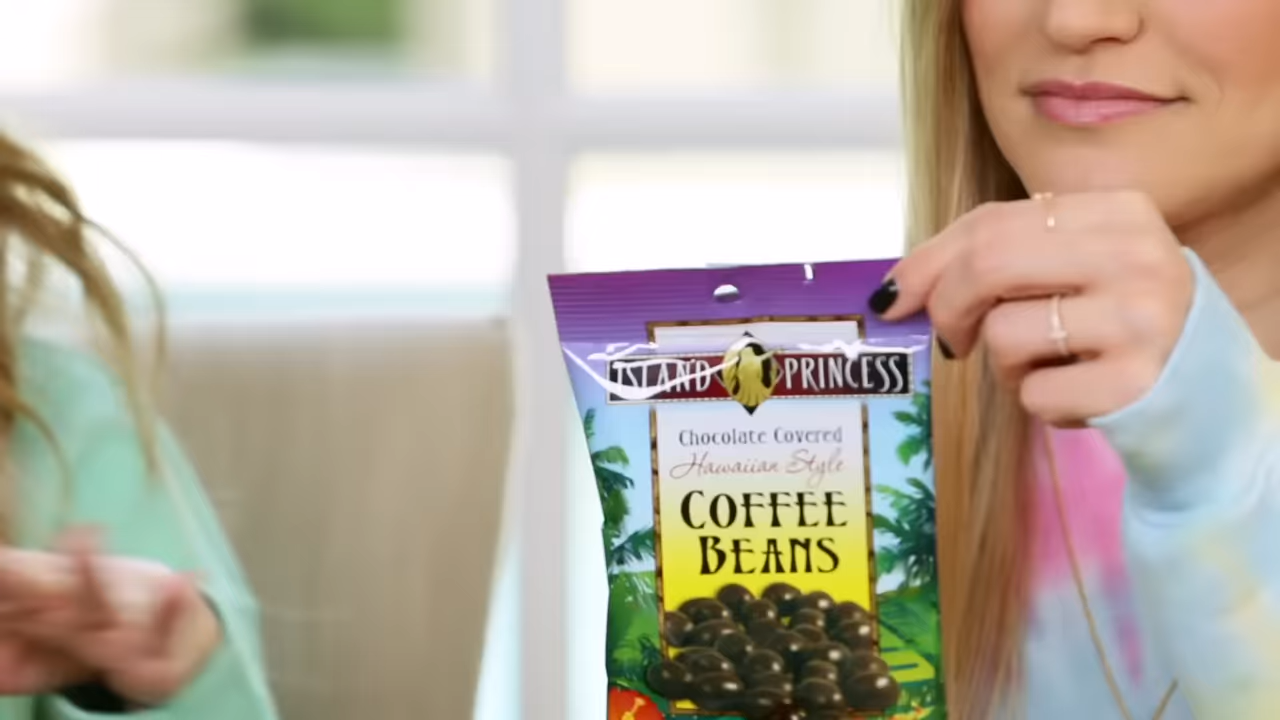 ISLAND PRINCESS
Chocolate Covered
Hawaiian Style
COFFEE
BEANS